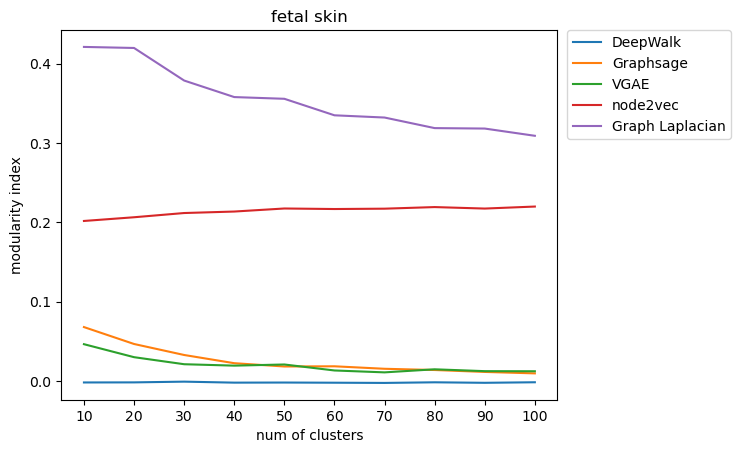 fetal skin
DeepWalk
Graphsage
VGAE
node2vec
Graph Laplacian
modularity index
0.4
0.3
0.2
0.1
0.0
10 20 30 40 50 60 70 80 90 100
num of clusters